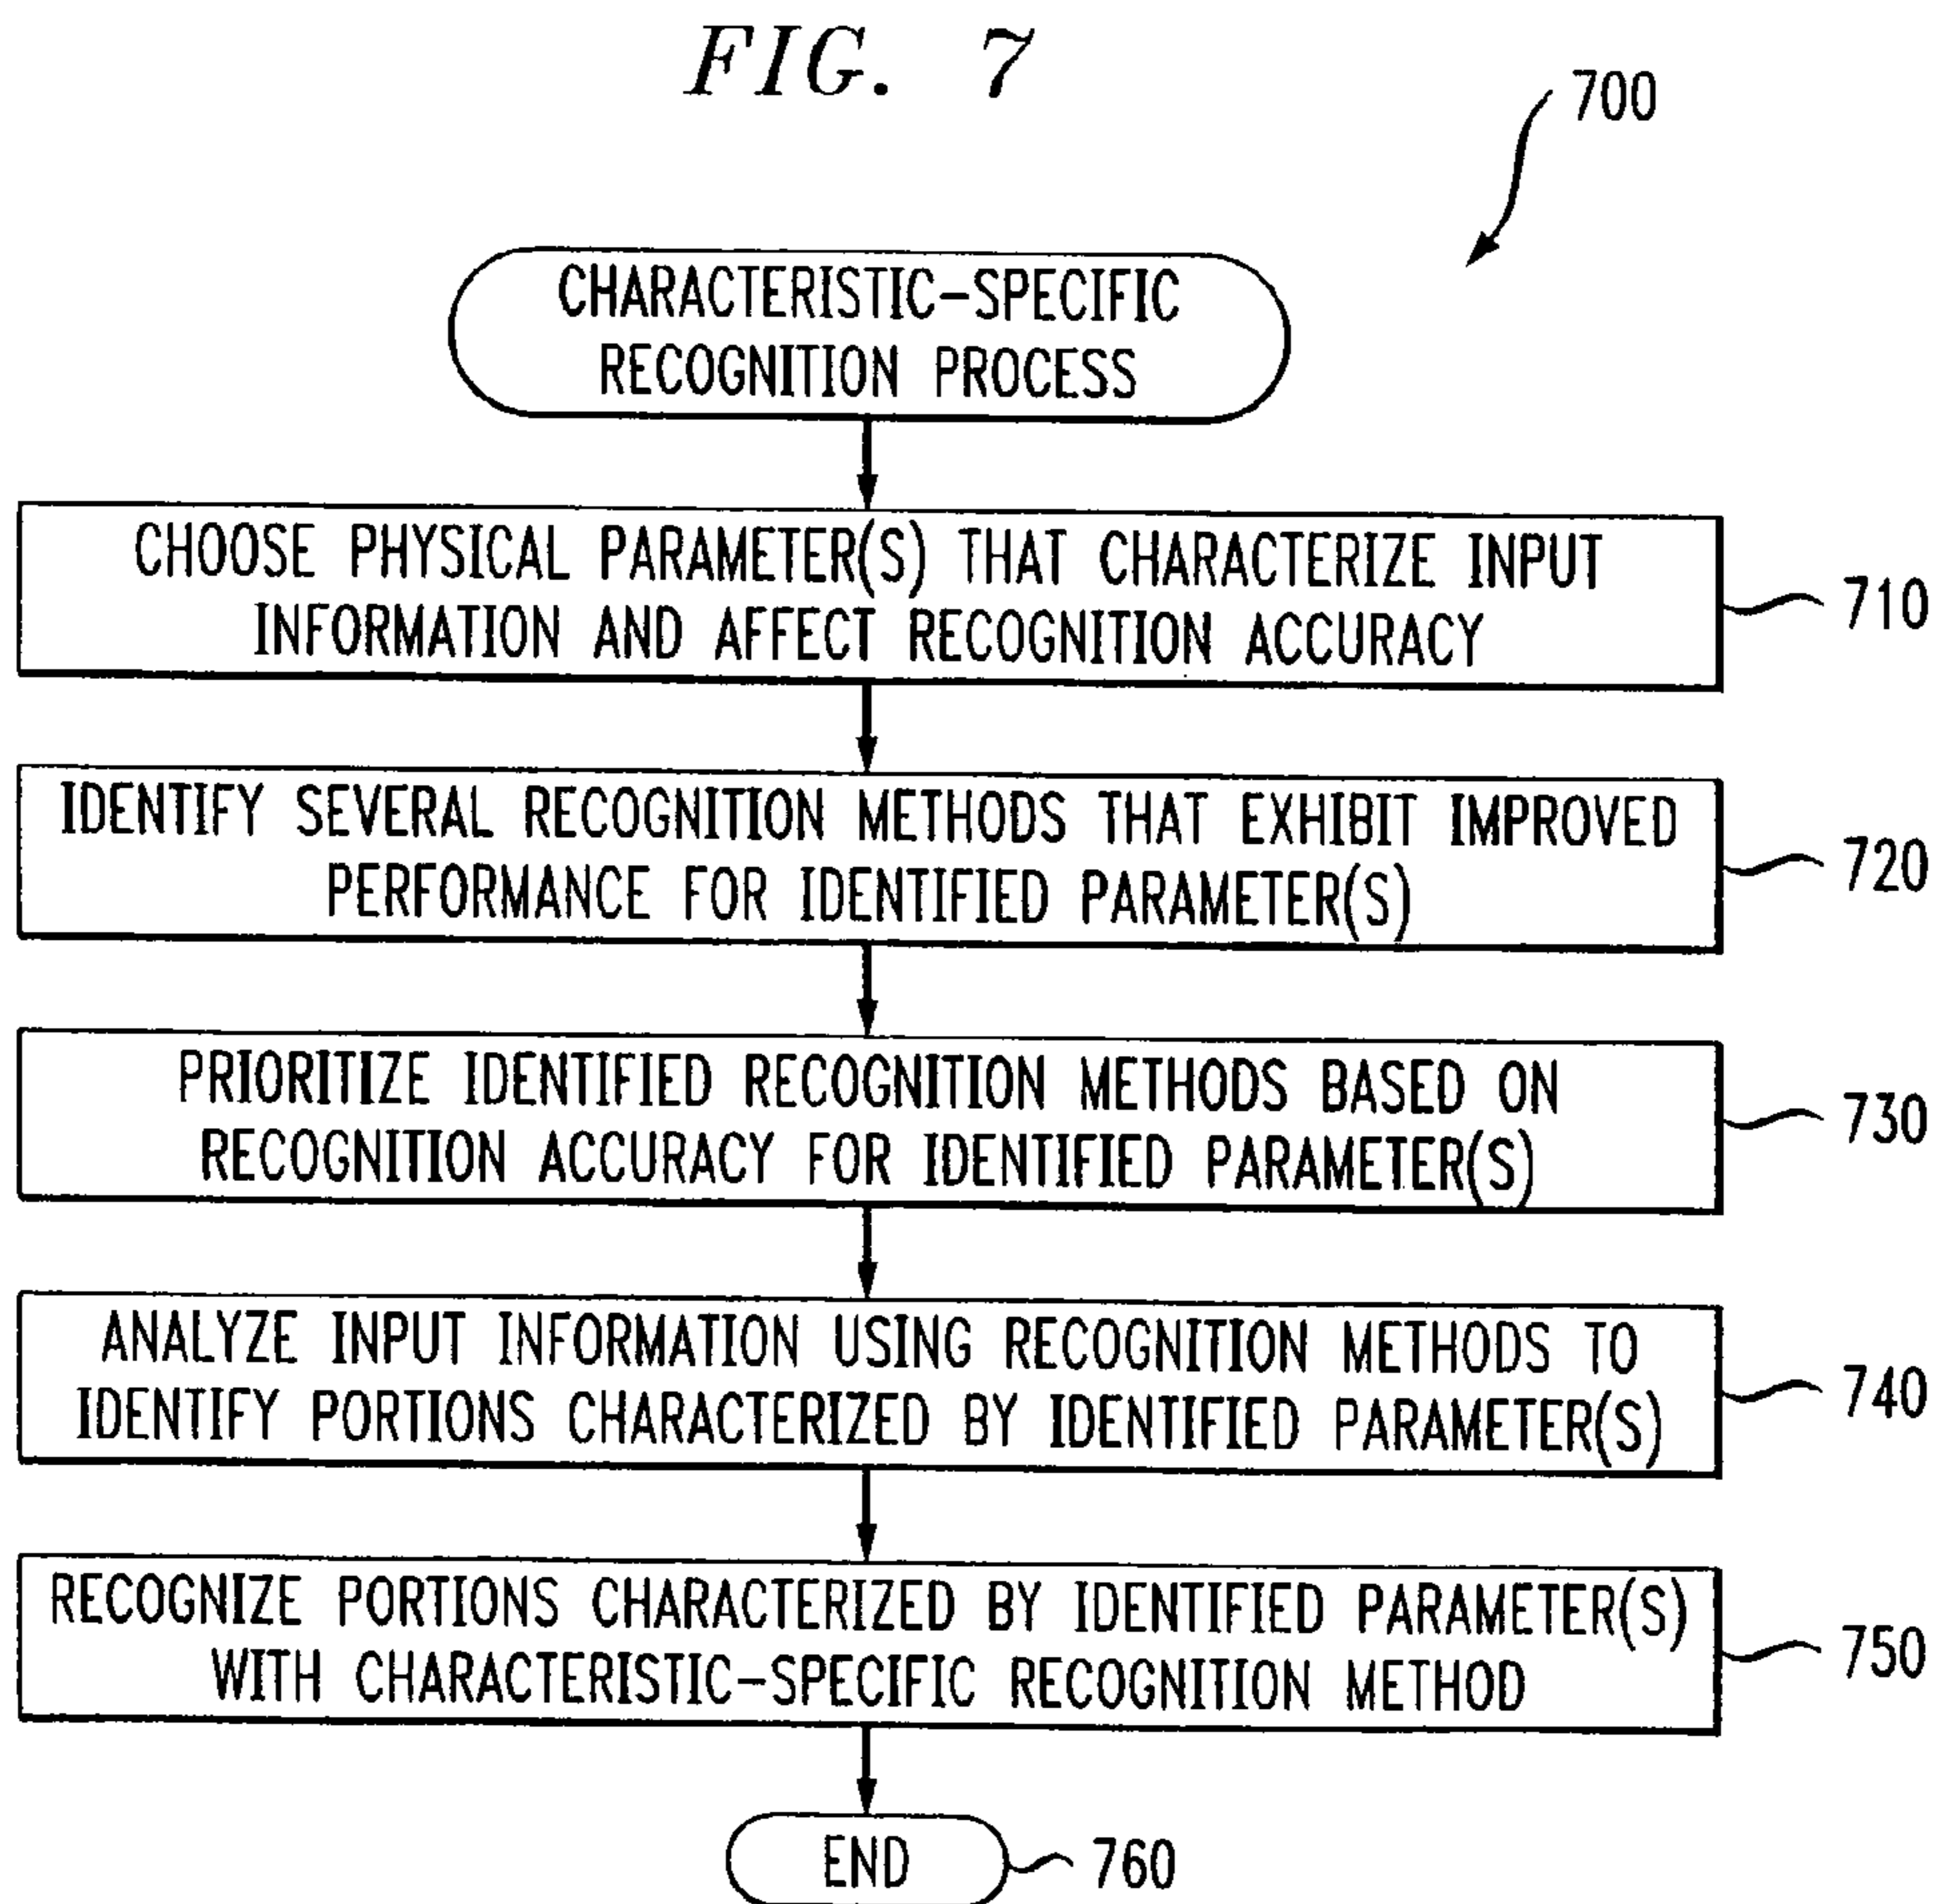 FIG. 7
700
CHARACTERISTIC-SPECIFIC
RECOGNITION PROCESS
CHOOSE PHYSICAL PARAMETER(S) THAT CHARACTERIZE INPUT
INFORMATION AND AFFECT RECOGNITION ACCURACY
710
IDENTIFY SEVERAL RECOGNITION METHODS THAT EXHIBIT IMPROVED
PERFORMANCE FOR IDENTIFIED PARAMETER(S)
720
PRIORITIZE IDENTIFIED RECOGNITION METHODS BASED ON
RECOGNITION ACCURACY FOR IDENTIFIED PARAMETER(S)
730
ANALYZE INPUT INFORMATION USING RECOGNITION METHODS TO
IDENTIFY PORTIONS CHARACTERIZED BY IDENTIFIED PARAMETER(S)
740
RECOGNIZE PORTIONS CHARACTERIZED BY IDENTIFIED PARAMETER(S)
WITH CHARACTERISTIC-SPECIFIC RECOGNITION METHOD
750
END
760